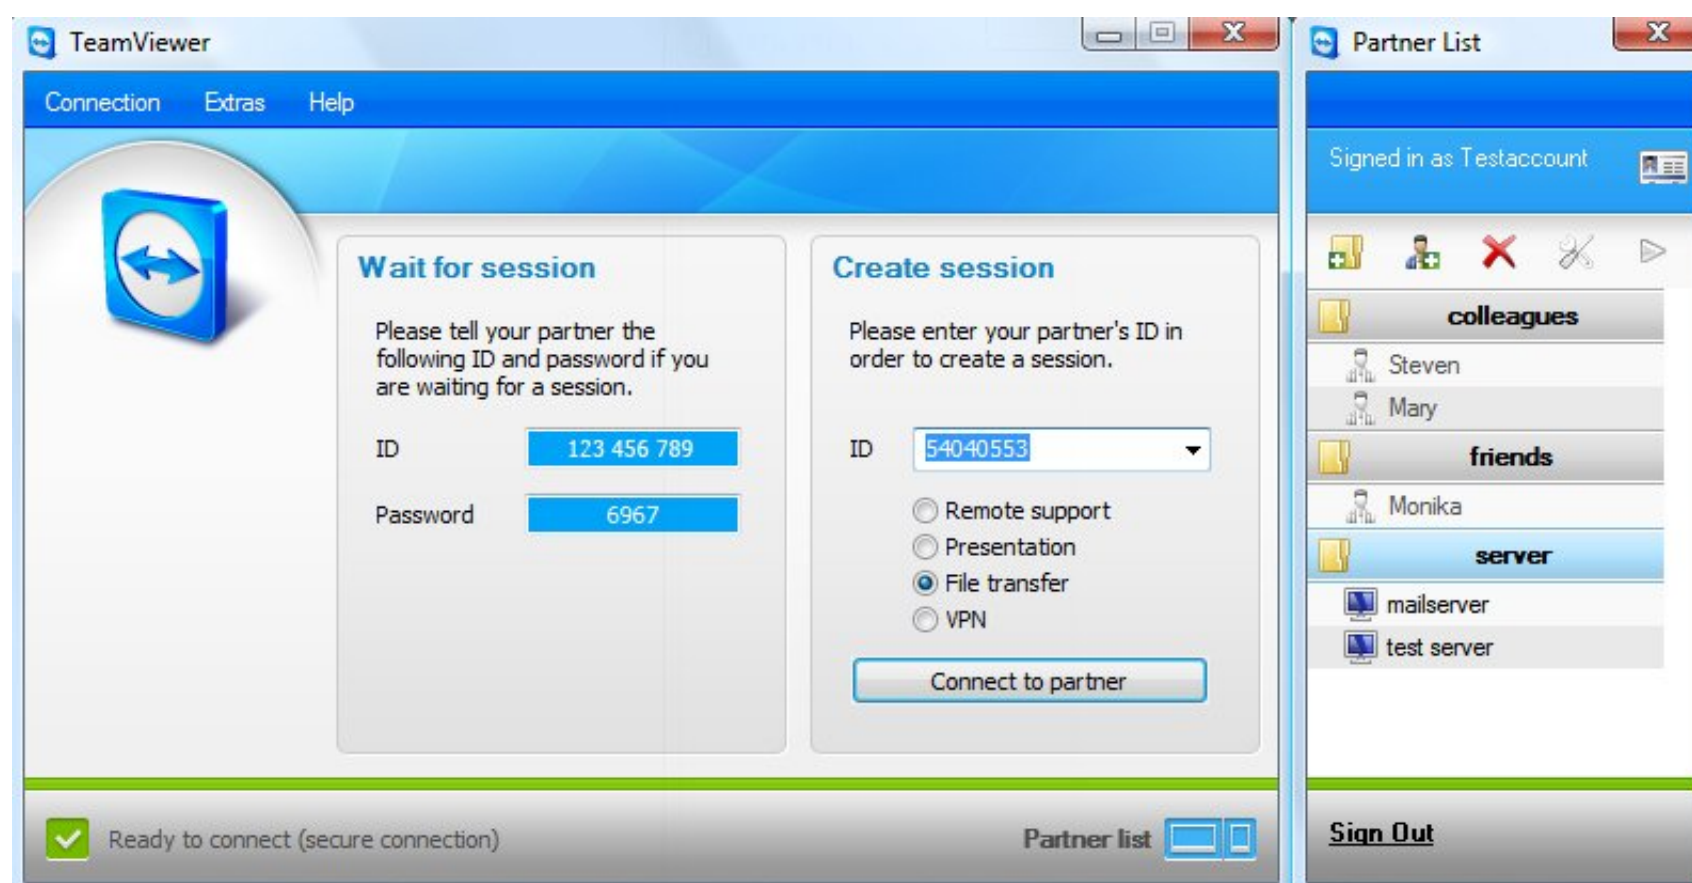 TeamViewer
Connection Extras Help
Wait for session
Please tell your partner the
following ID and password if you
are waiting for a session.
ID 123 456 789
Password 6967
Create session
Please enter your partner's ID in
order to create a session.
ID 54040553
Remote support
Presentation
File transfer
VPN
Connect to partner
Ready to connect (secure connection)
Partner list
Partner List
Signed in as Testaccount
colleagues
Steven
Mary
friends
Monika
server
mailserver
test server
Sign Out